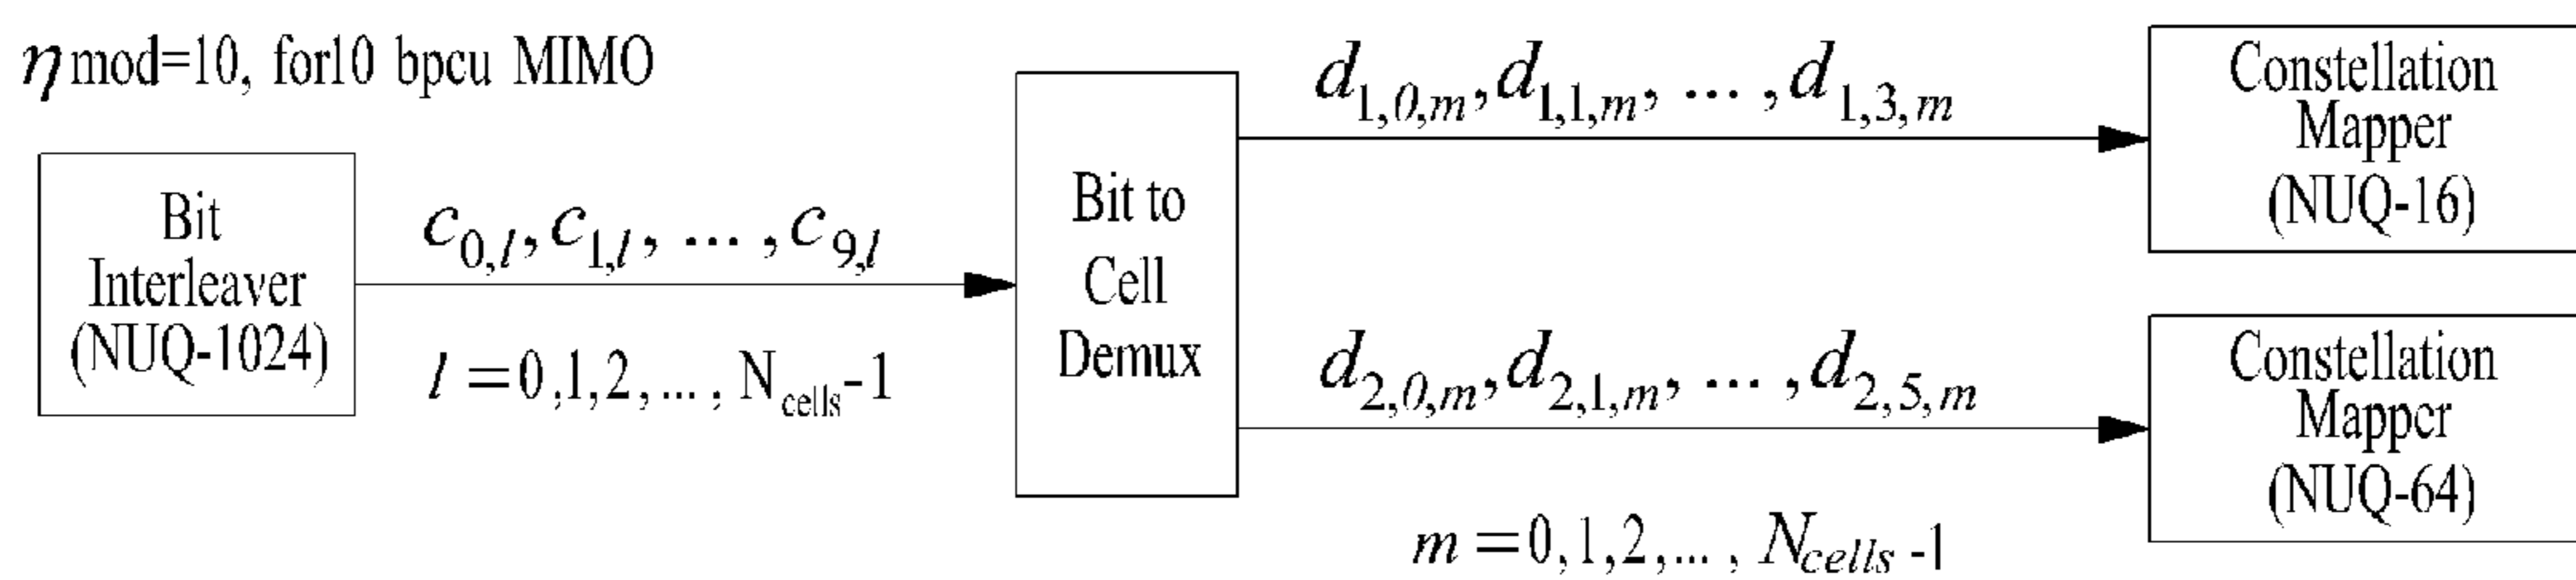 η mod=10, for10 bpcu MIMO
Bit
Interleaver
(NUQ-1024)
c0,l, c1,l, ... , c9,l
l =0,1,2, ... , Ncells-1
Bit to
Cell
Demux
d1,0,m, d1,1,m, ... , d1,3,m
d2,0,m, d2,1,m, ... , d2,5,m
m =0,1,2, ... , Ncells -1
Constellation
Mapper
(NUQ-16)
Constellation
Mapper
(NUQ-64)